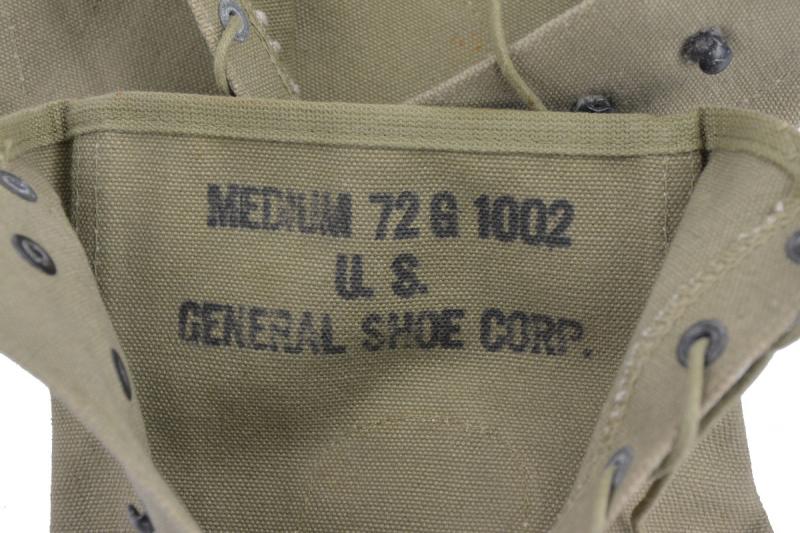 MEDIUM 72 G 1002
U. S.
GENERAL SHOE CORP.